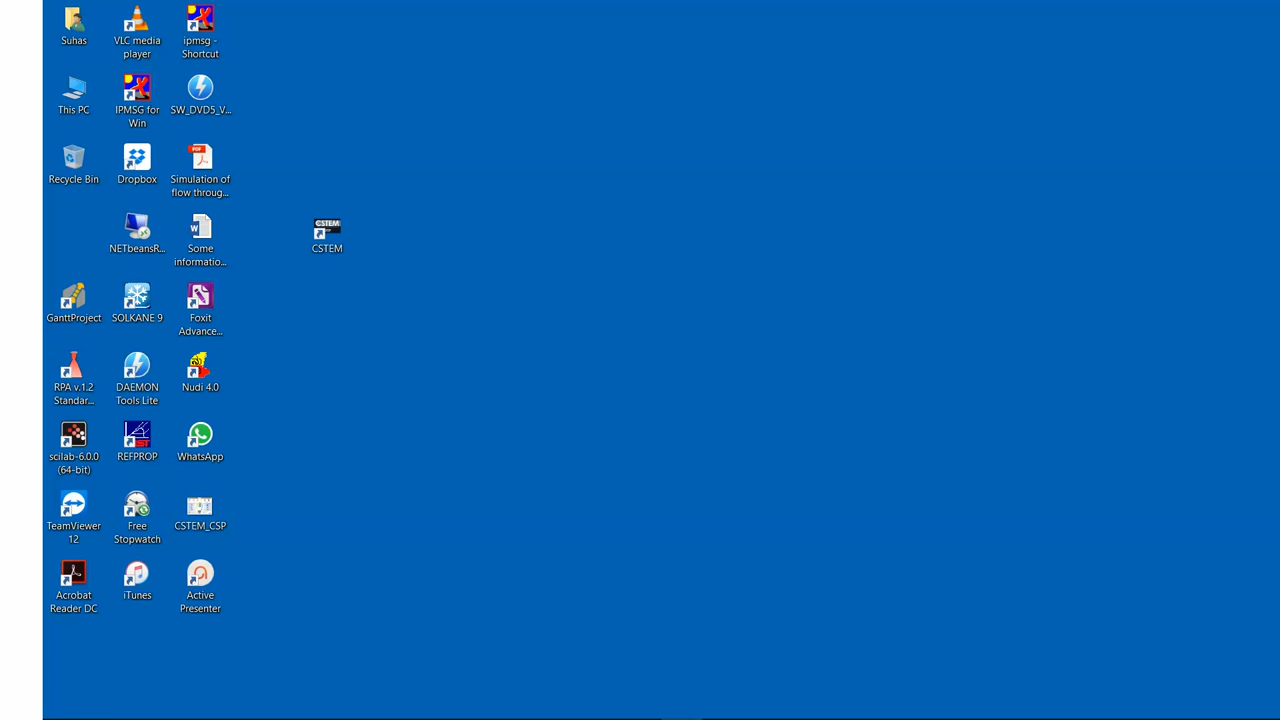 Suhas
VLC media
player
ipmsg -
Shortcut
This PC
IPMSG for
Win
SW_DVD5_V...
Recycle Bin
Dropbox
Simulation of
flow throug...
NETbeansR...
Some
informatio...
CSTEM
CSTEM
GanttProject
SOLKANE 9
Foxit
Advance...
RPA v.1.2
Standar...
DAEMON
Tools Lite
Nudi 4.0
scilab-6.0.0
(64-bit)
REFPROP
WhatsApp
TeamViewer
12
Free
Stopwatch
CSTEM_CSP
Acrobat
Reader DC
iTunes
Active
Presenter